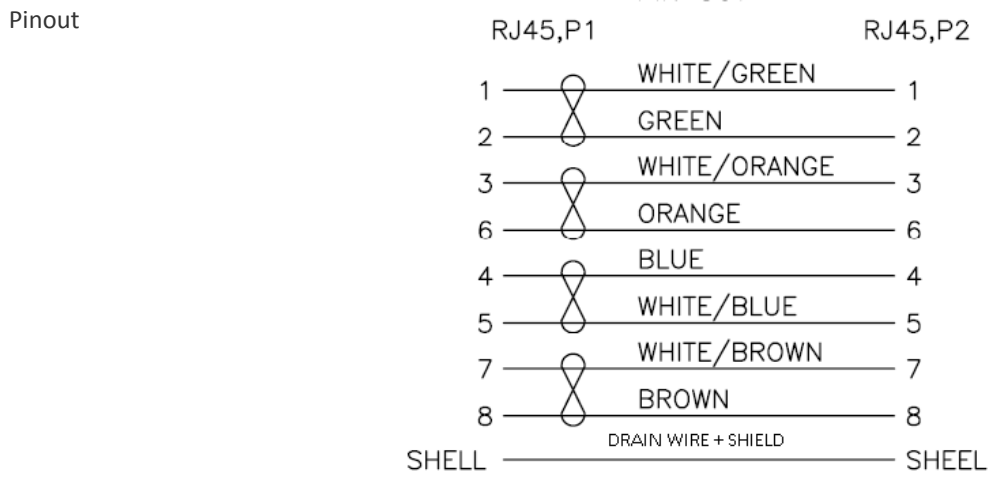 Pinout
RJ45,P1 RJ45,P2
WHITE/GREEN
1 1
GREEN
2 2
WHITE/ORANGE
3 3
ORANGE
6 6
BLUE
4 4
WHITE/BLUE
5 5
WHITE/BROWN
7 7
BROWN
8 8
DRAIN WIRE + SHIELD
SHELL SHEEL